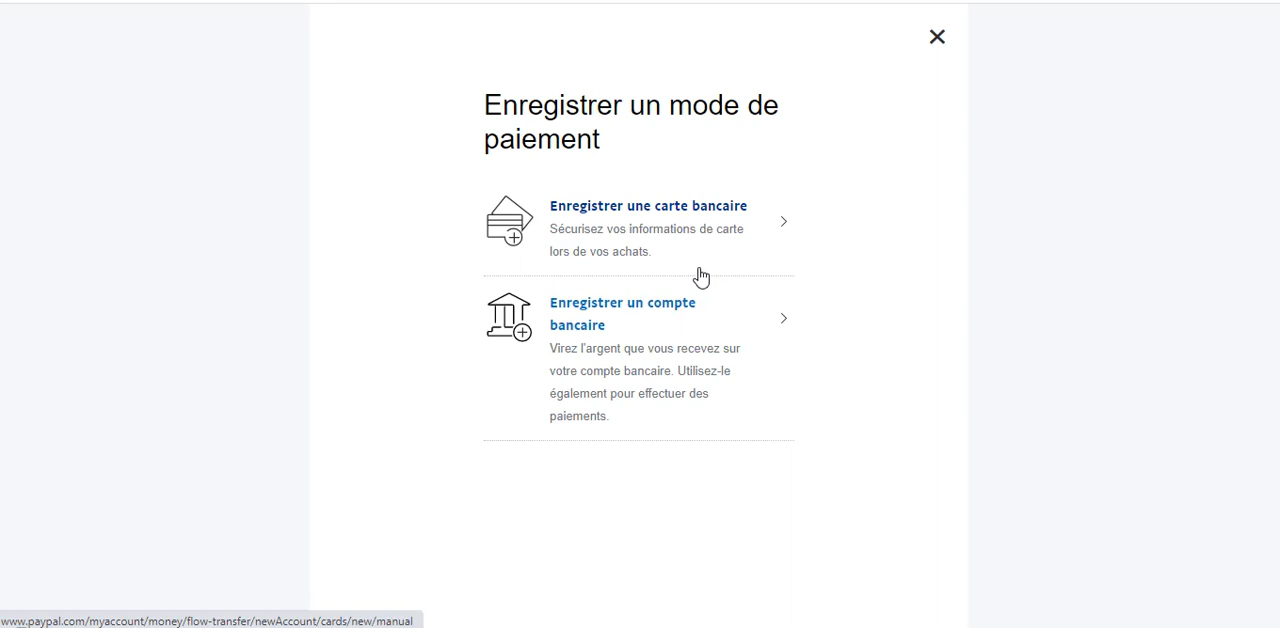 Enregistrer un mode de
paiement
Enregistrer une carte bancaire
Sécurisez vos informations de carte
lors de vos achats.
Enregistrer un compte
bancaire
Virez l'argent que vous recevez sur
votre compte bancaire. Utilisez-le
également pour effectuer des
paiements.
www.paypal.com/myaccount/money/flow-transfer/newAccount/cards/new/manual